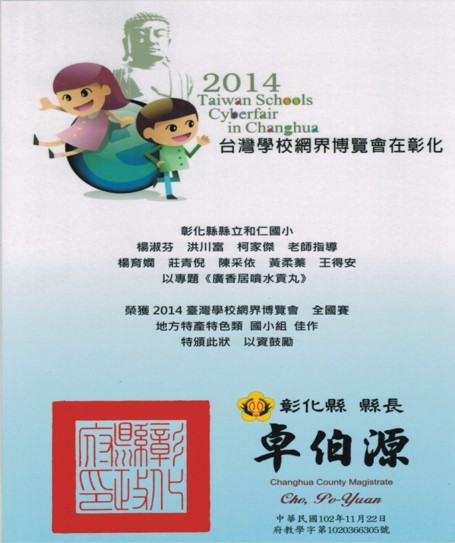 2014
Taiwan Schools
Cyberfair
in Changhua
台灣學校網界博覽會在彰化
彰化縣縣立和仁國小
楊淑芬 洪川富 柯家傑 老師指導
楊育嫻 莊青倪 陳采依 黃柔蓁 王得安
以專題《廣香居噴水貢丸》
榮獲 2014 臺灣學校網界博覽會 全國賽
地方特產特色類 國小組 佳作
特頒此狀 以資鼓勵
彰化縣 縣長
卓伯源
Changhua County Magistrate
Cho, Po-Yuan
中華民國102年11月22日
府教學字第1020366305號
彰化縣政府印